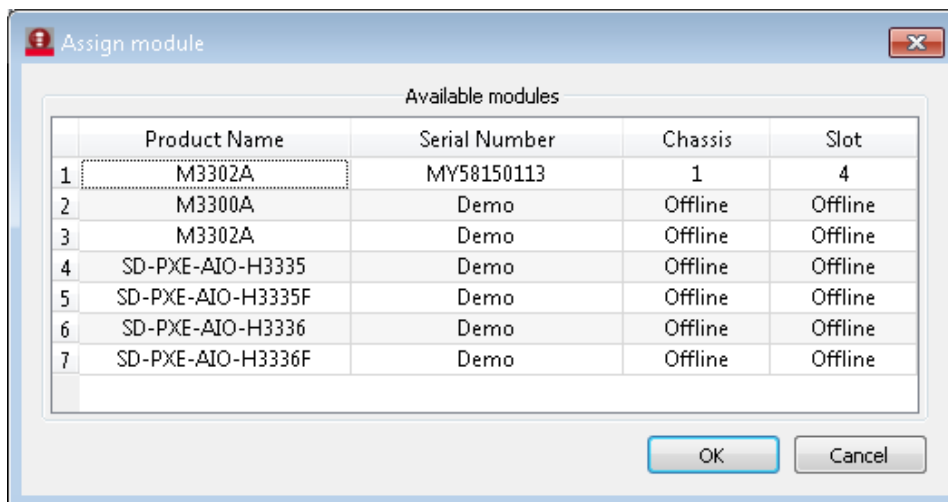 Assign module
Available modules
Product Name Serial Number Chassis Slot
1 M3302A MY58150113 1 4
2 M3300A Demo Offline Offline
3 M3302A Demo Offline Offline
4 SD-PXE-AIO-H3335 Demo Offline Offline
5 SD-PXE-AIO-H3335F Demo Offline Offline
6 SD-PXE-AIO-H3336 Demo Offline Offline
7 SD-PXE-AIO-H3336F Demo Offline Offline
OK Cancel